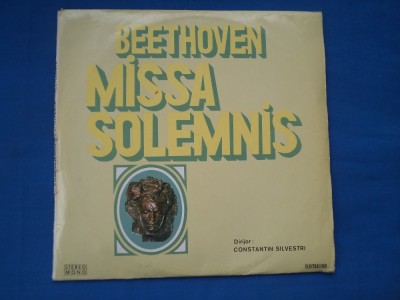 BEETHOVEN
MiSSA
SOLEMNiS
Dirijor:
CONSTANTIN SILVESTRI
STEREO
MONO